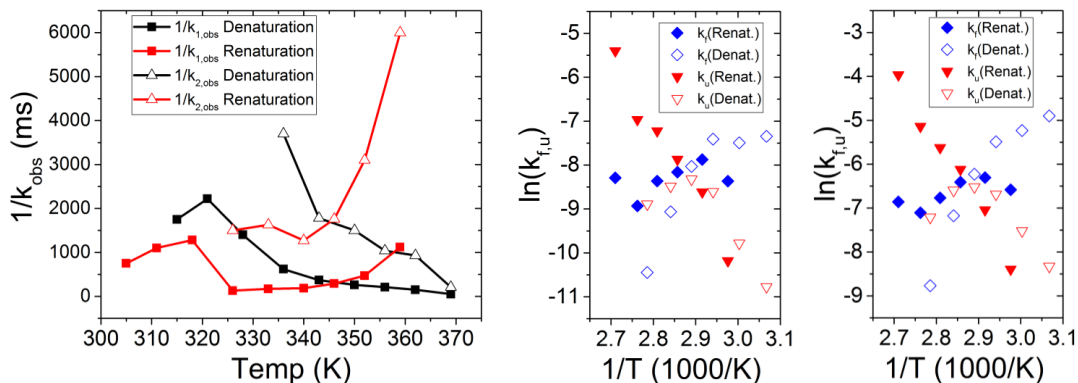 1/k1,obs Denaturation
1/k1,obs Renaturation
1/k2,obs Denaturation
1/k2,obs Renaturation
6000
5000
4000
3000
2000
1000
0
1/kobs (ms)
300 310 320 330 340 350 360 370
Temp (K)
kf(Renat.)
kf(Denat.)
ku(Renat.)
ku(Denat.)
-5
-6
-7
-8
-9
-10
-11
ln(kf,u)
2.7 2.8 2.9 3.0 3.1
1/T (1000/K)
kf(Renat.)
kf(Denat.)
ku(Renat.)
ku(Denat.)
-3
-4
-5
-6
-7
-8
-9
ln(kf,u)
2.7 2.8 2.9 3.0 3.1
1/T (1000/K)